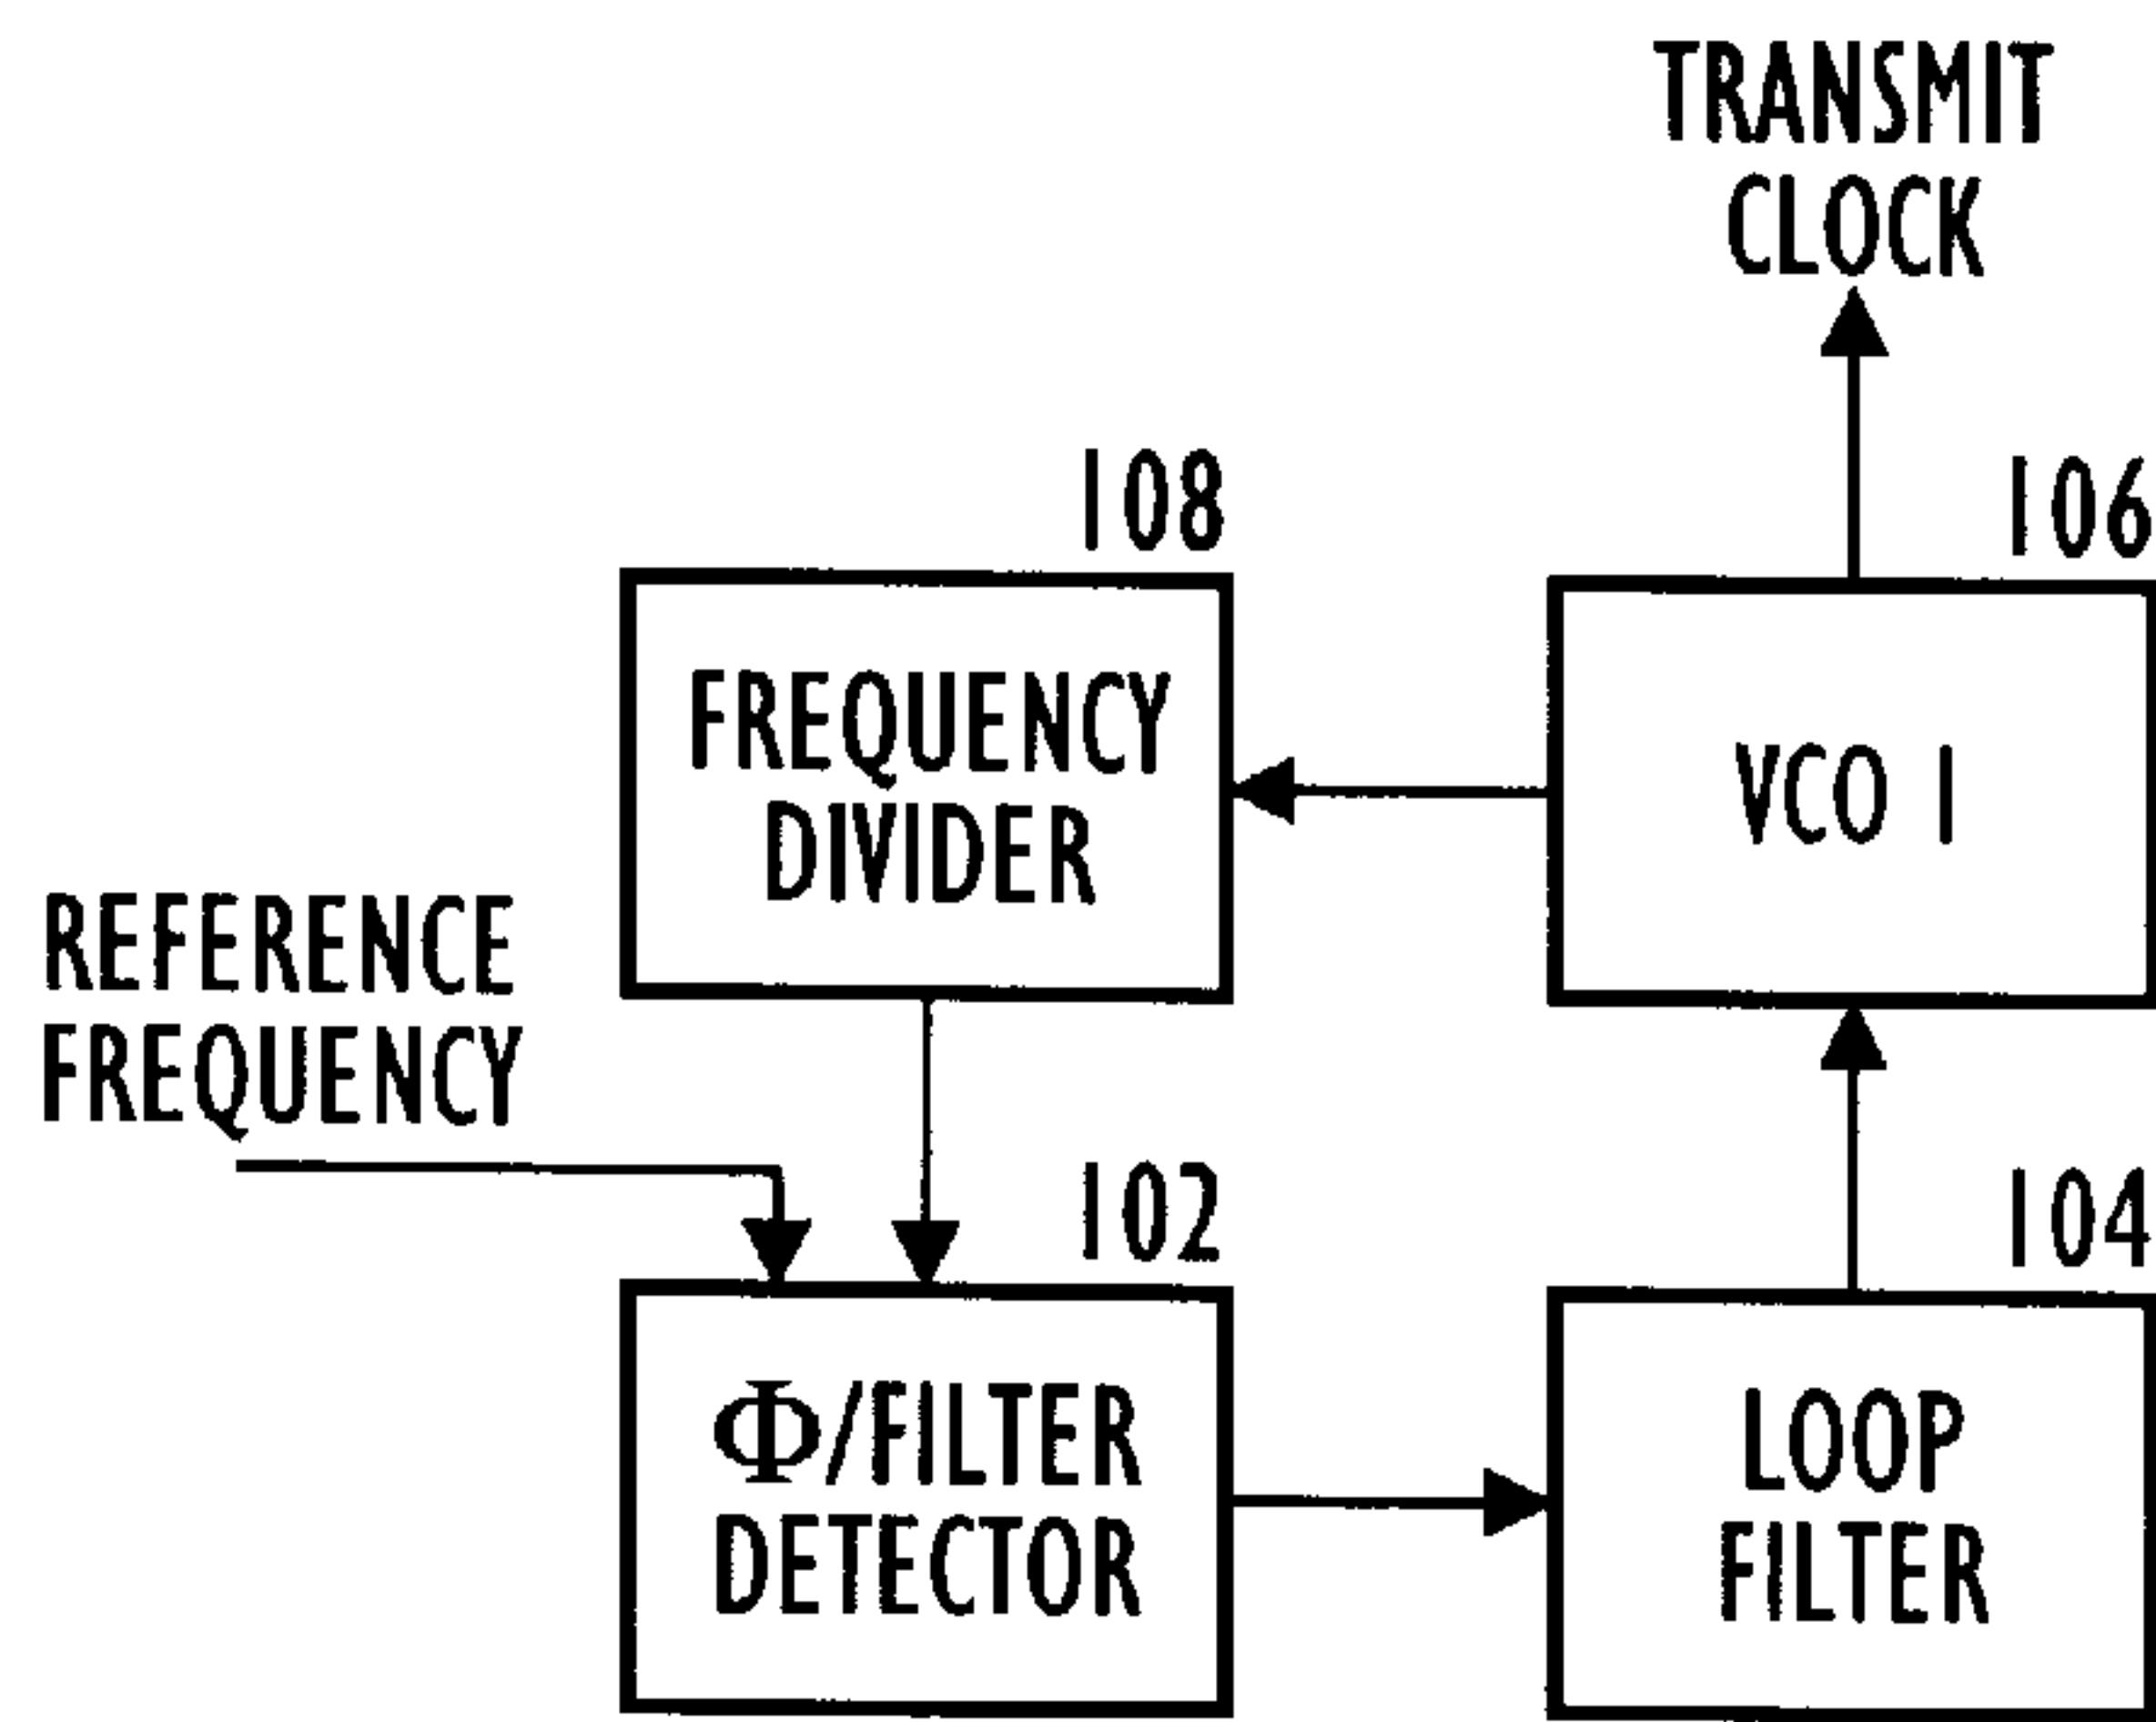 TRANSMIT
CLOCK
108
106
FREQUENCY
DIVIDER
VCO 1
REFERENCE
FREQUENCY
102
104
Φ/FILTER
DETECTOR
LOOP
FILTER